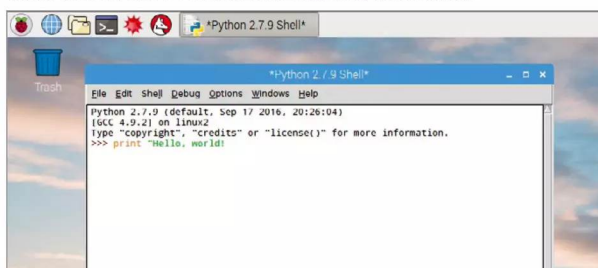 *Python 2.7.9 Shell*
Trash
*Python 2.7.9 Shell*
File Edit Shell Debug Options Windows Help
Python 2.7.9 (default, Sep 17 2016, 20:26:04)
[GCC 4.9.2] on linux2
Type "copyright", "credits" or "license()" for more information.
>>> print "Hello, world!